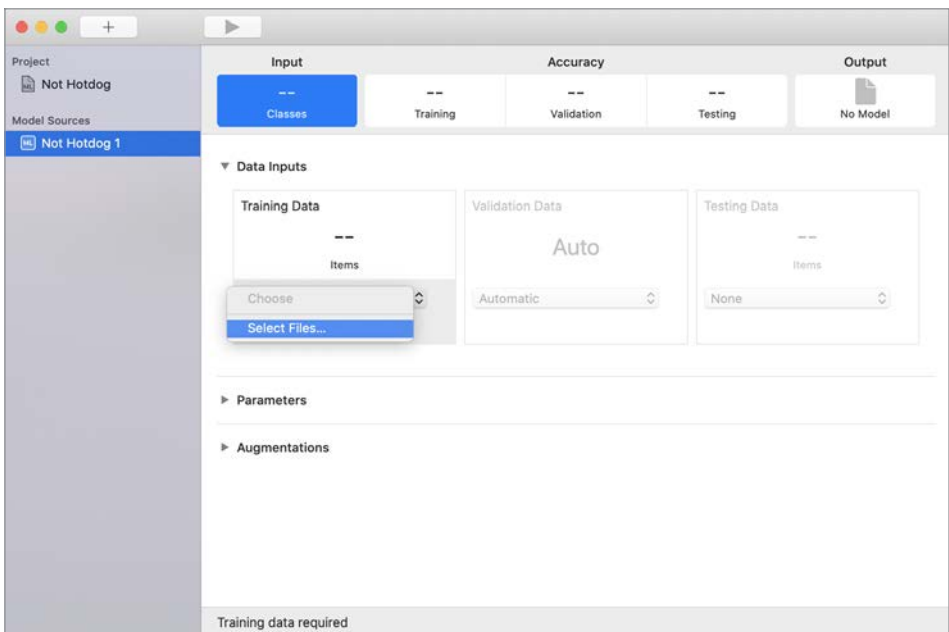 Project
Not Hotdog
Model Sources
Not Hotdog 1
Input
Accuracy
Output
--
Classes
--
Training
--
Validation
--
Testing
No Model
Data Inputs
Training Data
--
Items
Choose
Select Files...
Validation Data
Auto
Automatic
Testing Data
--
Items
None
Parameters
Augmentations
Training data required